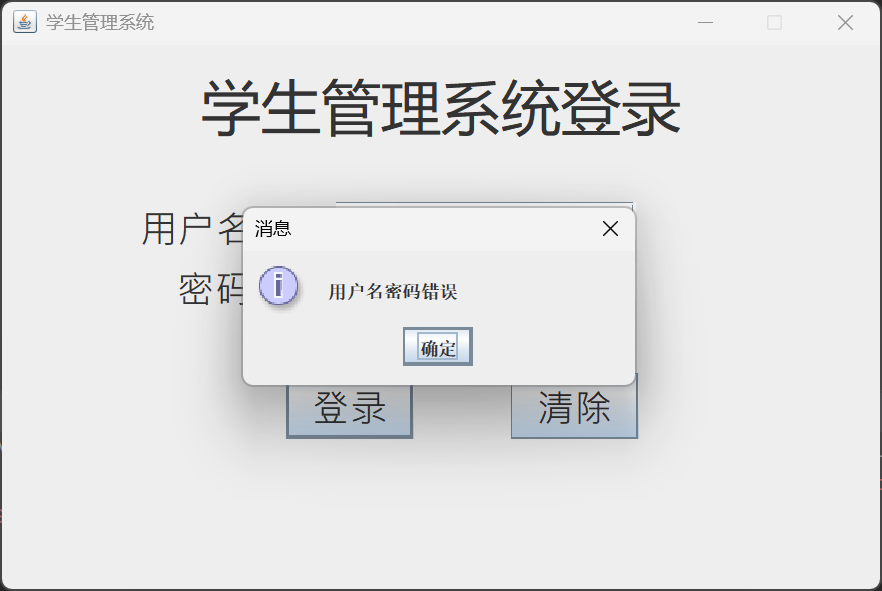 学生管理系统
学生管理系统登录
用户名
消息
用户名密码错误
密码
确定
登录 清除